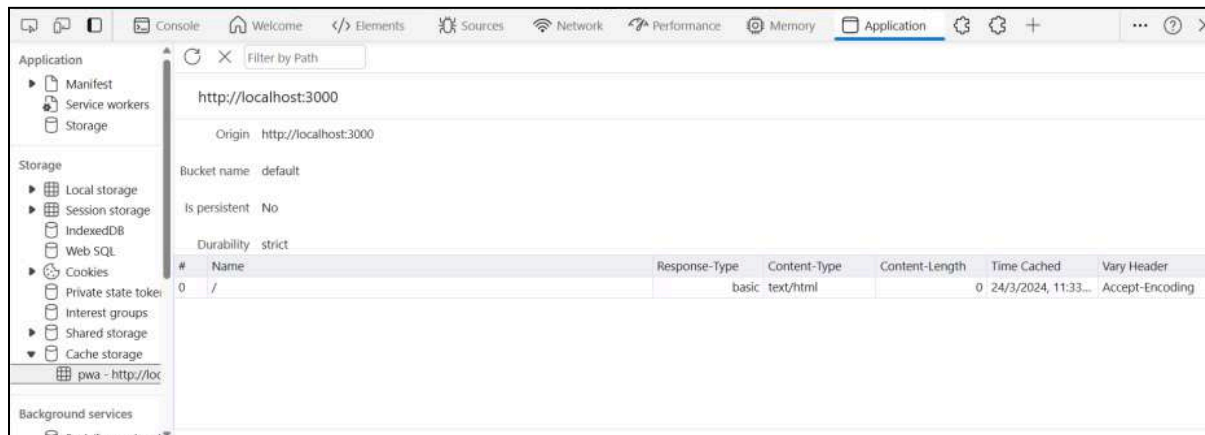 Console Welcome </> Elements Sources Network Performance Memory Application
Application
Manifest
Service workers
Storage
Storage
Local storage
Session storage
IndexedDB
Web SQL
Cookies
Private state token
Interest groups
Shared storage
Cache storage
pwa - http://loc
Background services
Filter by Path
http://localhost:3000
Origin http://localhost:3000
Bucket name default
Is persistent No
Durability strict
# Name Response-Type Content-Type Content-Length Time Cached Vary Header
0 / basic text/html 0 24/3/2024, 11:33... Accept-Encoding